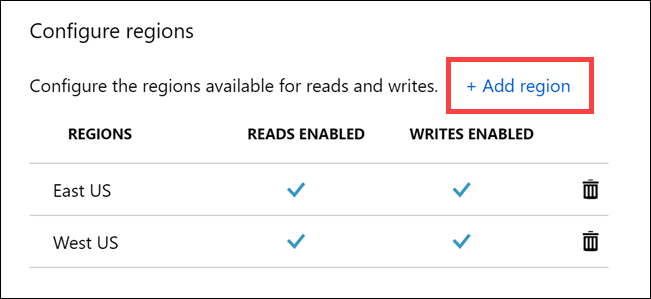 Configure regions
Configure the regions available for reads and writes. + Add region
REGIONS READS ENABLED WRITES ENABLED
East US
West US